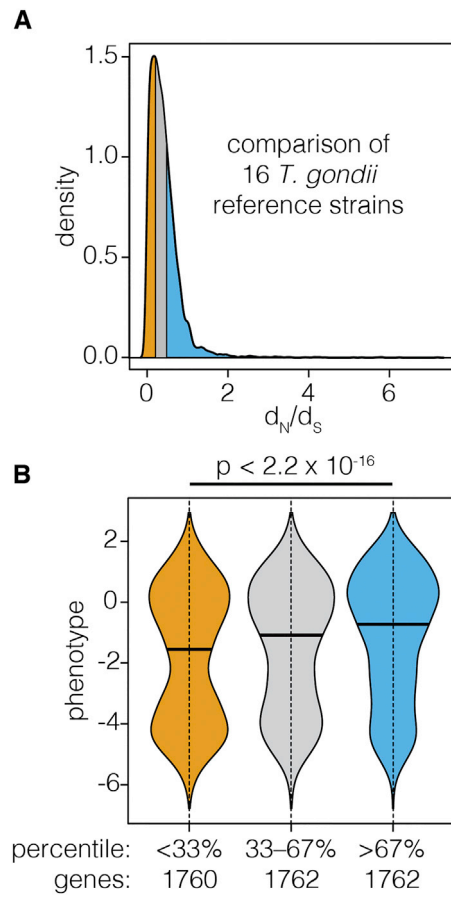 A
1.5
1.0
0.5
0.0
density
comparison of
16 T. gondii
reference strains
0 2 4 6
dN/dS
B
p < 2.2 x 10-16
2
0
-2
-4
-6
phenotype
percentile: <33% 33–67% >67%
genes: 1760 1762 1762